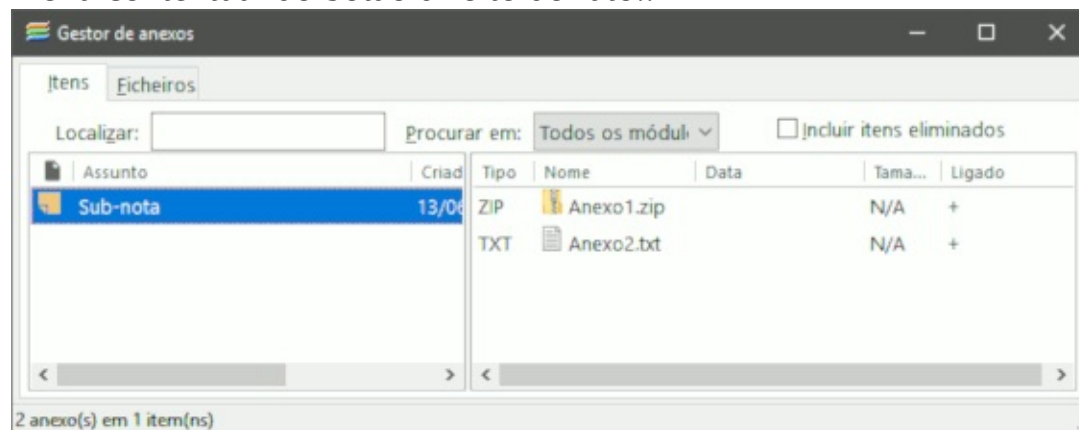 Gestor de anexos
Itens Ficheiros
Localizar: Procurar em: Todos os módul Incluir itens eliminados
Assunto Criad Tipo Nome Data Tama... Ligado
Sub-nota 13/06 ZIP Anexo1.zip N/A +
TXT Anexo2.txt N/A +
2 anexo(s) em 1 item(ns)